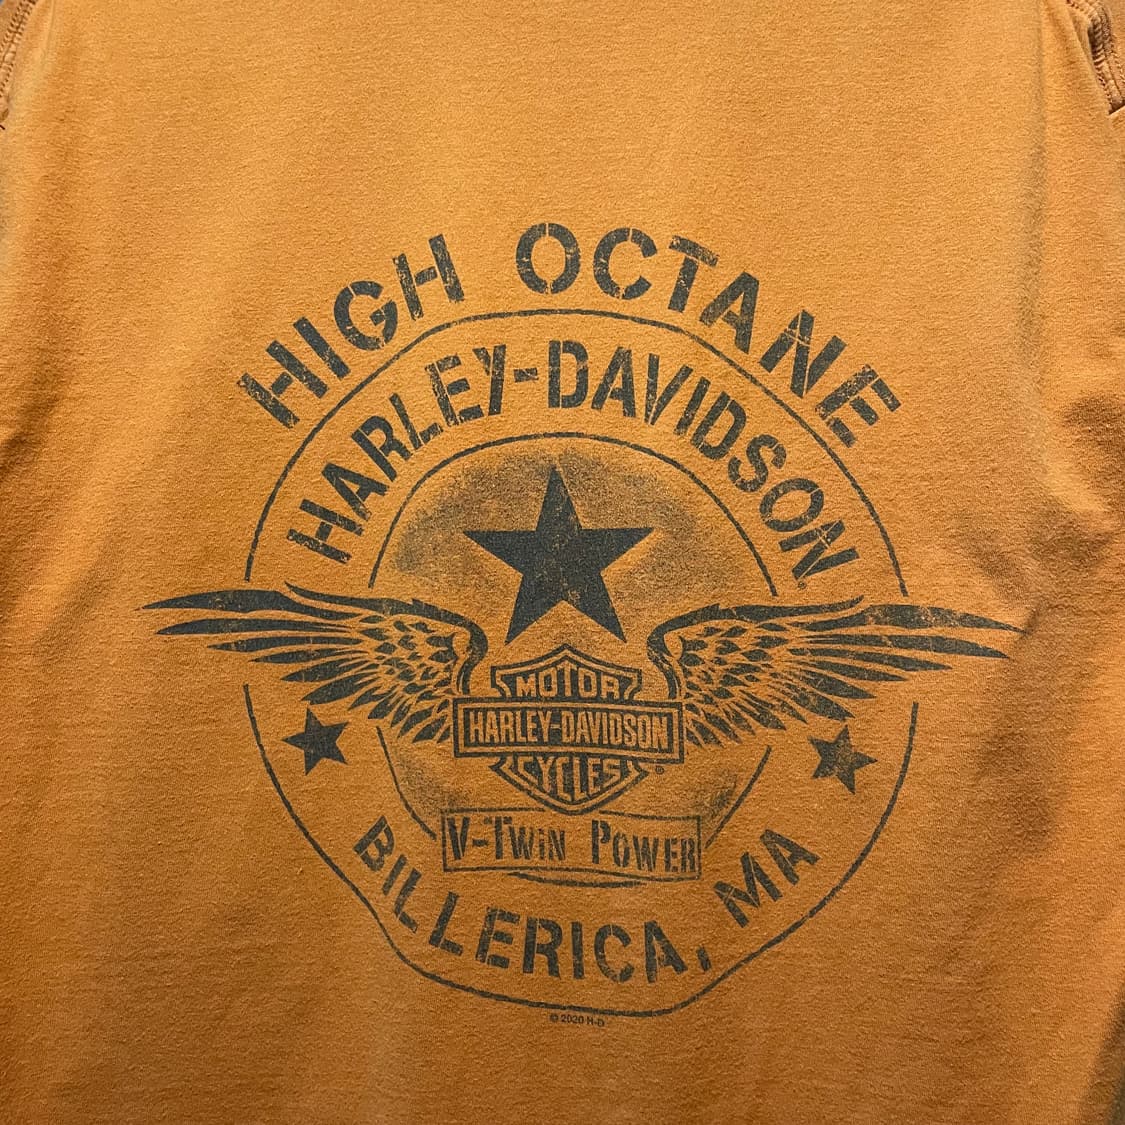 HIGH OCTANE
HARLEY-DAVIDSON
MOTOR
HARLEY-DAVIDSON
CYCLES
®
V-TWIN POWER
BILLERICA, MA
© 2020 H-D